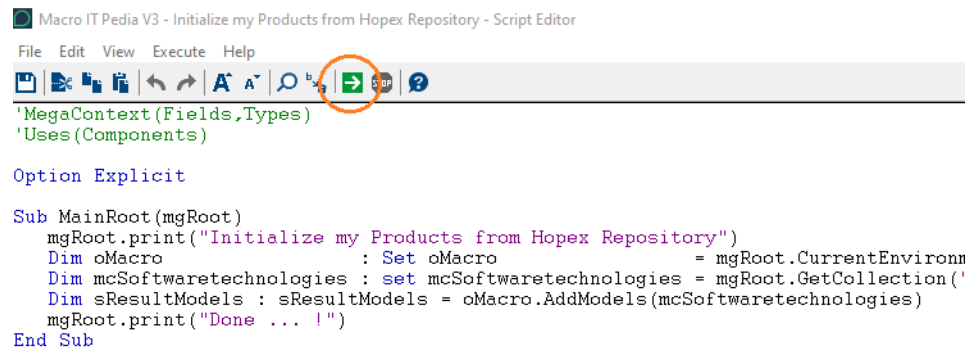 Macro IT Pedia V3 - Initialize my Products from Hopex Repository - Script Editor
File Edit View Execute Help
A A b STOP ?
'MegaContext(Fields,Types)
'Uses(Components)
Option Explicit
Sub MainRoot(mgRoot)
mgRoot.print("Initialize my Products from Hopex Repository")
Dim oMacro : Set oMacro = mgRoot.CurrentEnvironm
Dim mcSoftwaretechnologies : set mcSoftwaretechnologies = mgRoot.GetCollection('
Dim sResultModels : sResultModels = oMacro.AddModels(mcSoftwaretechnologies)
mgRoot.print("Done ... !")
End Sub